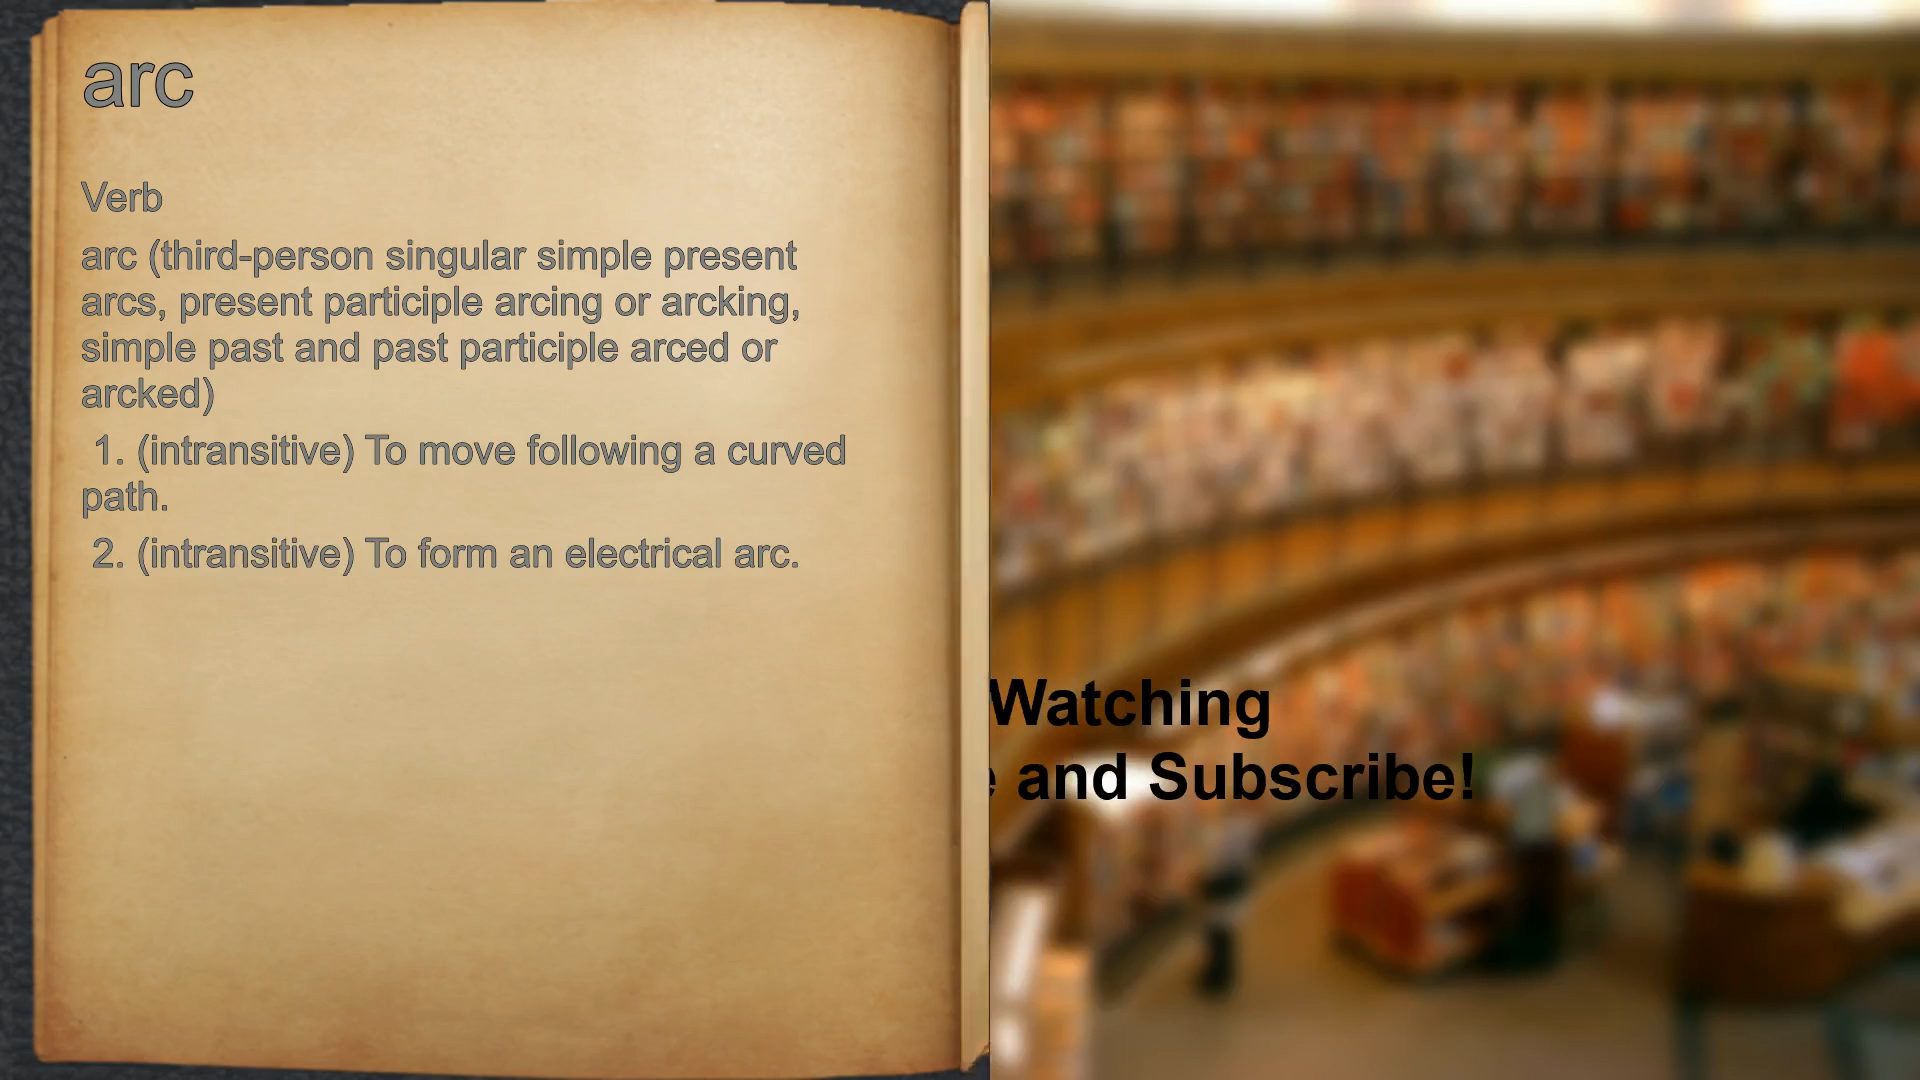 arc
Verb
arc (third-person singular simple present
arcs, present participle arcing or arcking,
simple past and past participle arced or
arcked)
1. (intransitive) To move following a curved
path.
2. (intransitive) To form an electrical arc.
Watching
and Subscribe!